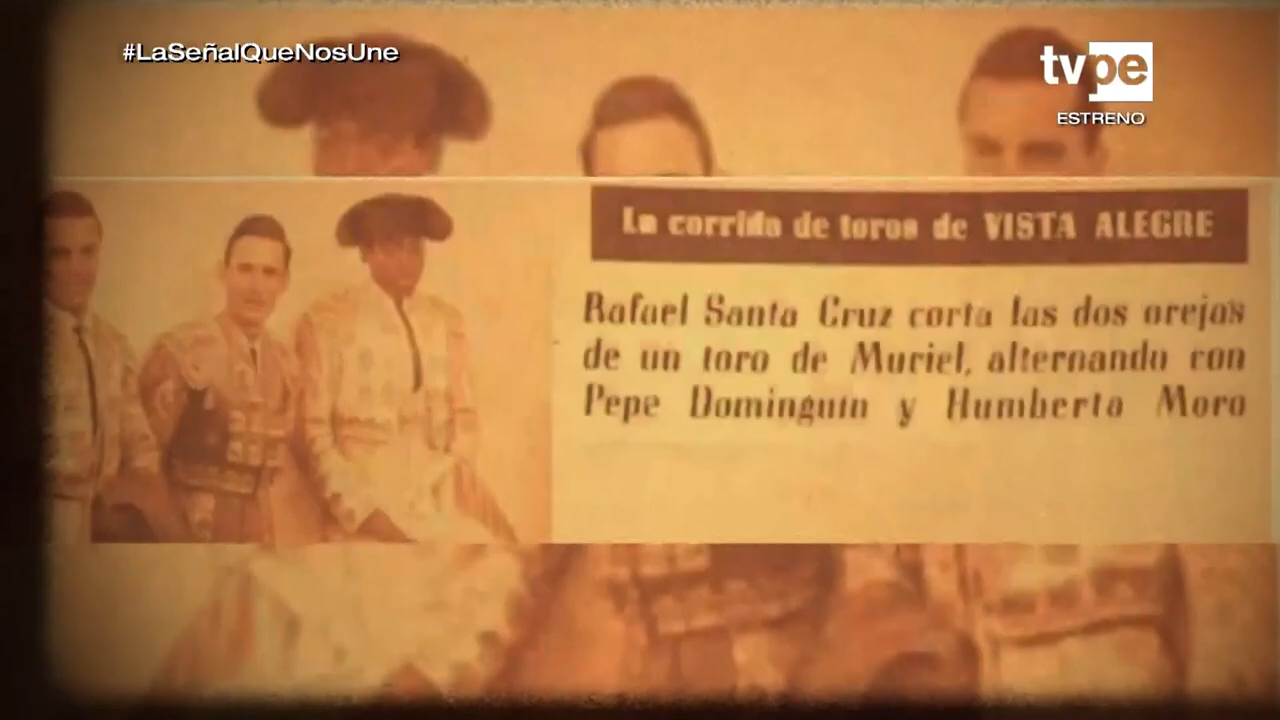 #LaSeñalQueNosUne
tvpe
ESTRENO
La corrida de toros de VISTA ALEGRE
Rafael Santa Cruz corta las dos orejas
de un toro de Muriel, alternando con
Pepe Dominguin y Humberto Moro